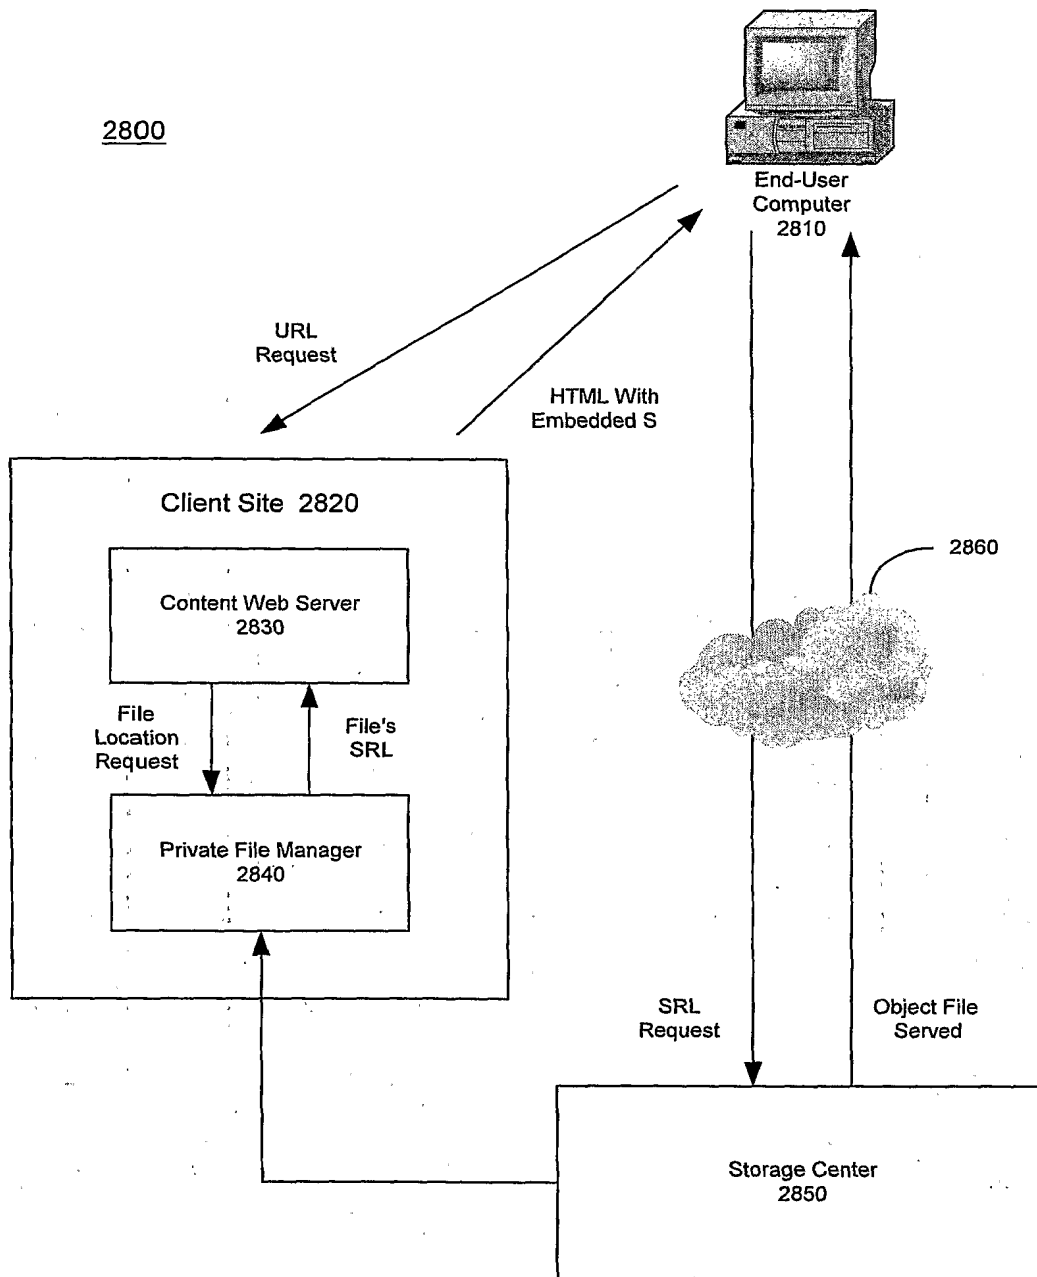 2800
End-User
Computer
2810
URL
Request
HTML With
Embedded S
Client Site 2820
2860
Content Web Server
2830
File
Location
Request
File's
SRL
Private File Manager
2840
SRL
Request
Object File
Served
Storage Center
2850